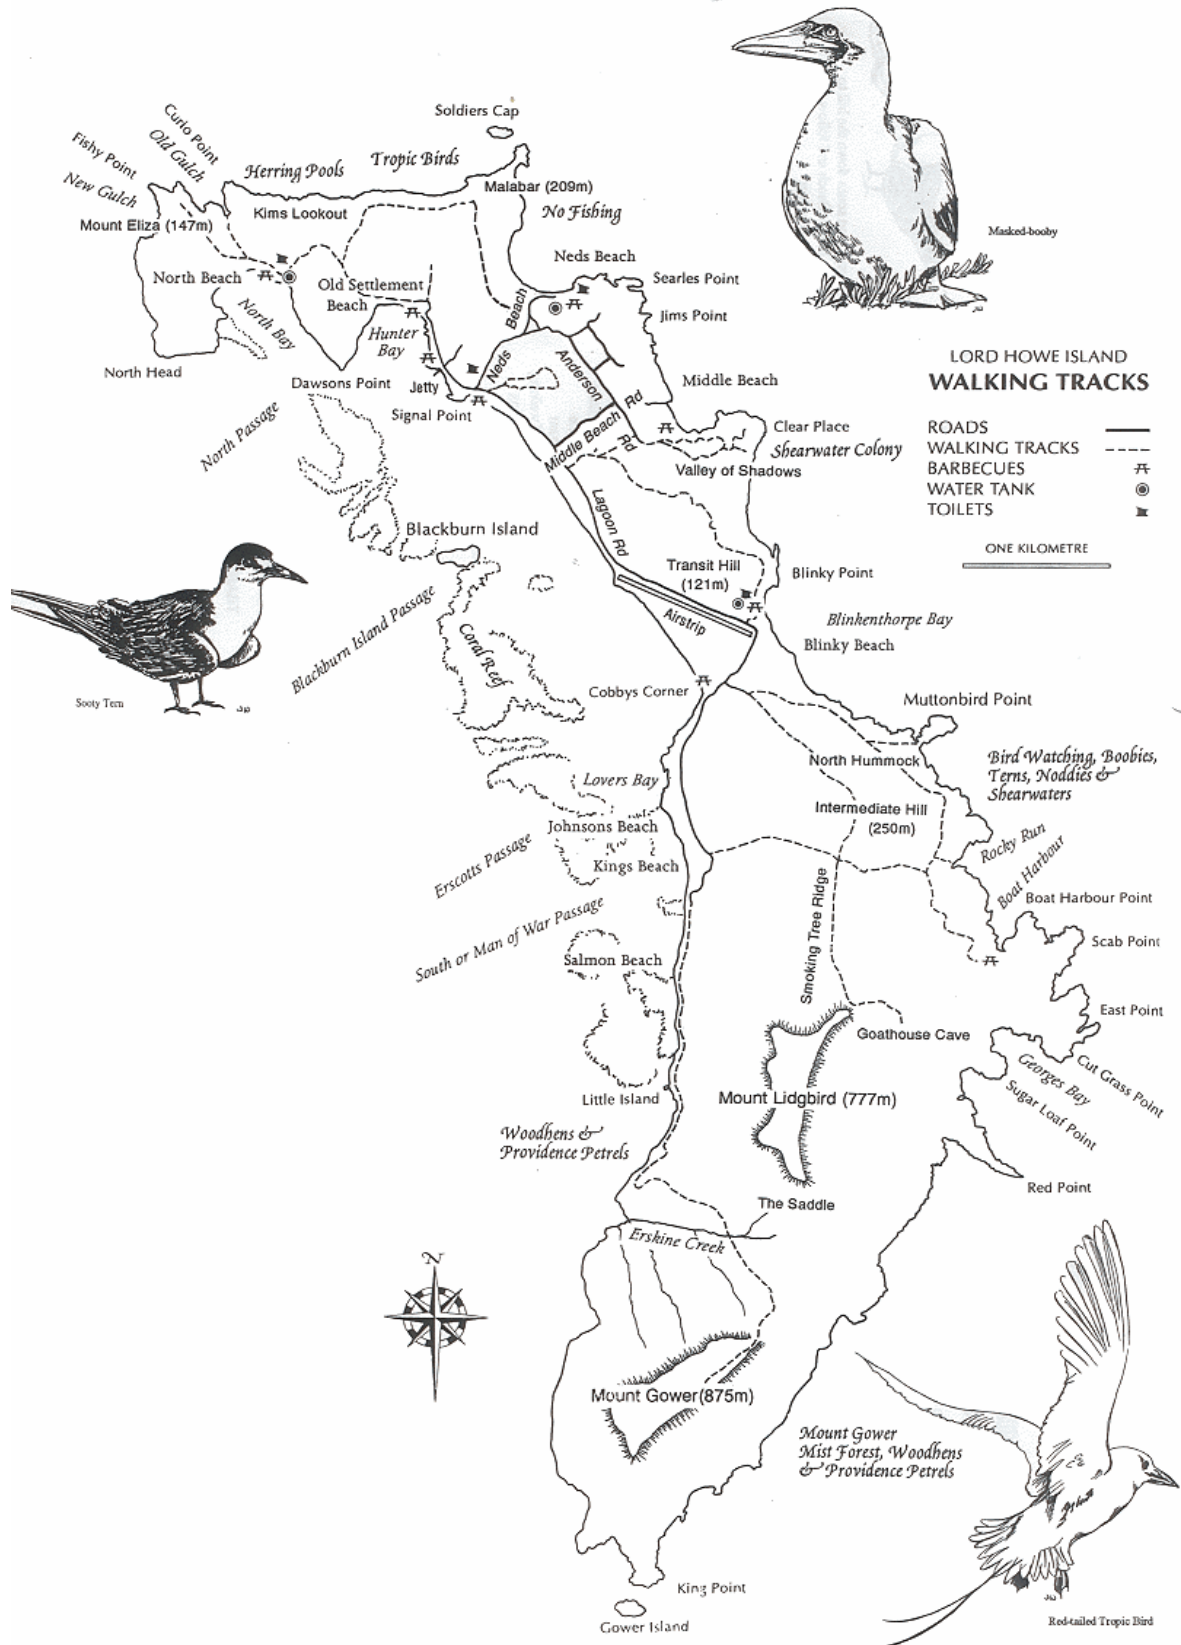 Soldiers Cap
Curio Point
Old Gulch
Fishy Point
New Gulch
Herring Pools
Tropic Birds
Malabar (209m)
Kims Lookout
No Fishing
Mount Eliza (147m)
Masked-booby
Neds Beach
North Beach
Old Settlement
Beach
Searles Point
North Bay
Hunter
Bay
Neds Beach
Jims Point
Anderson Rd
North Head
Dawsons Point
Jetty
Middle Beach
Signal Point
North Passage
Middle Beach Rd
Clear Place
Shearwater Colony
Valley of Shadows
LORD HOWE ISLAND
WALKING TRACKS
ROADS
WALKING TRACKS
BARBECUES
WATER TANK
TOILETS
ONE KILOMETRE
Lagoon Rd
Blackburn Island
Transit Hill
(121m)
Blinky Point
Blackburn Island Passage
Airstrip
Blinkenthorpe Bay
Blinky Beach
Coral Reef
Sooty Tern
Cobbys Corner
Muttonbird Point
North Hummock
Bird Watching, Boobies,
Terns, Noddies &
Shearwaters
Lovers Bay
Intermediate Hill
(250m)
Johnsons Beach
Kings Beach
Erscotts Passage
Rocky Run
Boat Harbour
Boat Harbour Point
Smoking Tree Ridge
South or Man of War Passage
Scab Point
Salmon Beach
East Point
Goathouse Cave
Cut Grass Point
Georges Bay
Sugar Loaf Point
Little Island
Mount Lidgbird (777m)
Woodhens &
Providence Petrels
Red Point
The Saddle
Erskine Creek
N
Mount Gower(875m)
Mount Gower
Mist Forest, Woodhens
& Providence Petrels
King Point
Gower Island
Red-tailed Tropic Bird